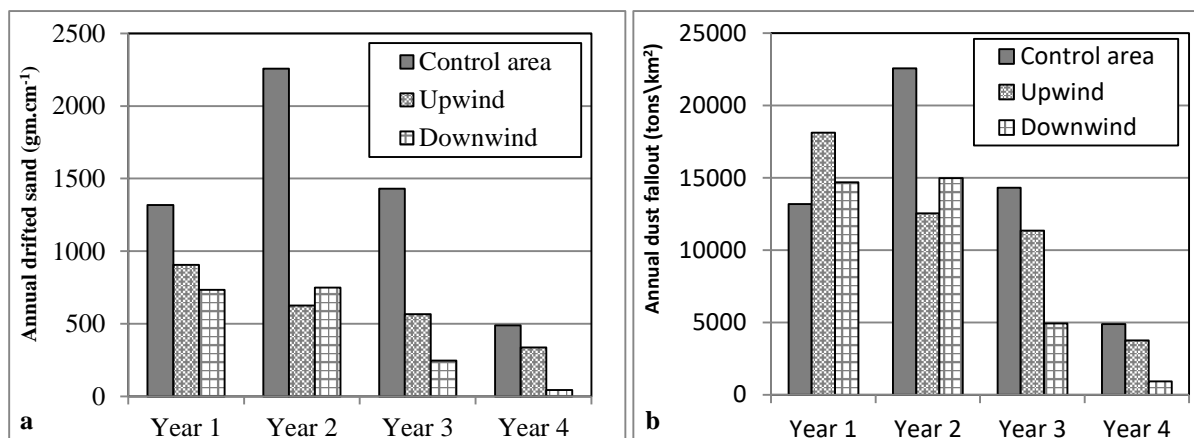 Annual drifted sand (gm.cm-1)
2500
2000
1500
1000
500
0
Control area
Upwind
Downwind
Year 1 Year 2 Year 3 Year 4
a
Annual dust fallout (tons\km²)
25000
20000
15000
10000
5000
0
Control area
Upwind
Downwind
Year 1 Year 2 Year 3 Year 4
b